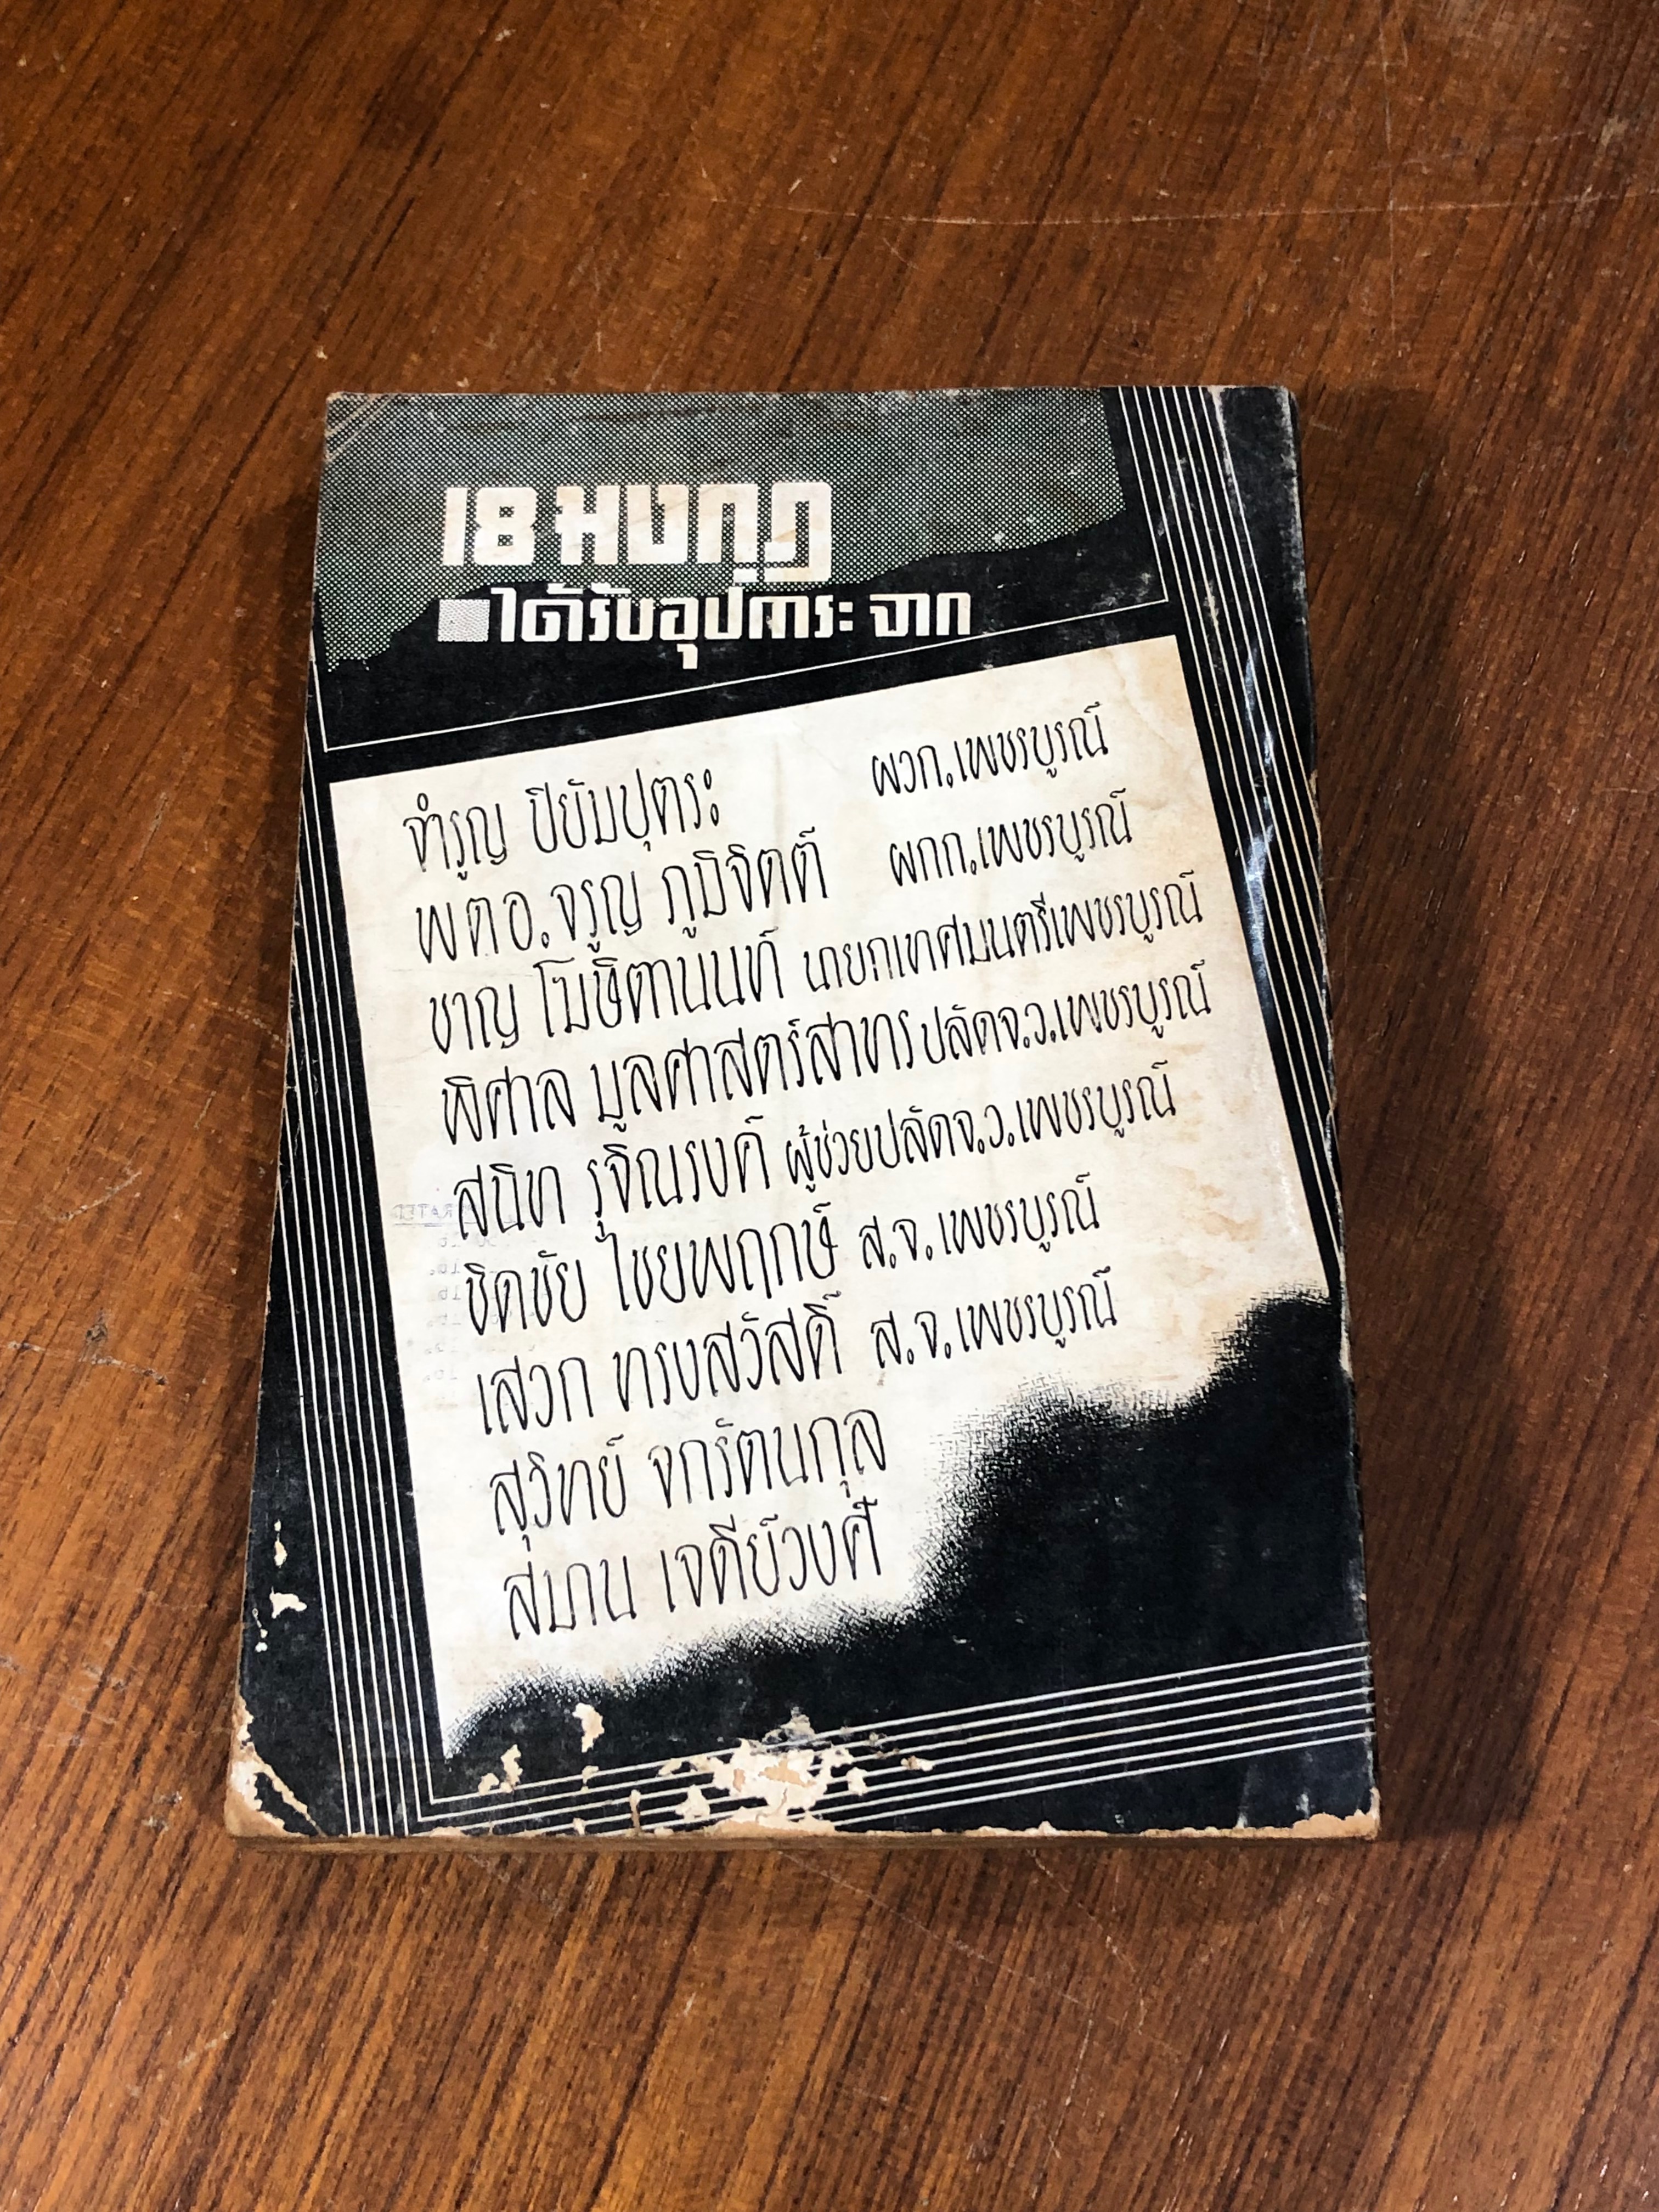 18 มงกุฎ
ได้รับอุปการะ จาก
จำรูญ ปิยัมปุตระ ผวก.เพชรบูรณ์
พตอ.จรูญ ภูมิจิตต์ ผกก.เพชรบูรณ์
ชาญ โฆษิตานนท์ นายกเทศมนตรีเพชรบูรณ์
พิศาล มูลศาสตร์สาทร ปลัดจ.ว.เพชรบูรณ์
สนิท รุจิณรงค์ ผู้ช่วยปลัดจ.ว.เพชรบูรณ์
ชิดชัย ไชยพฤกษ์ ส.จ.เพชรบูรณ์
เสวก ทรงสวัสดิ์ ส.จ.เพชรบูรณ์
สุวิทย์ จกรัตนกุล
สมาน เจดีย์วงศ์